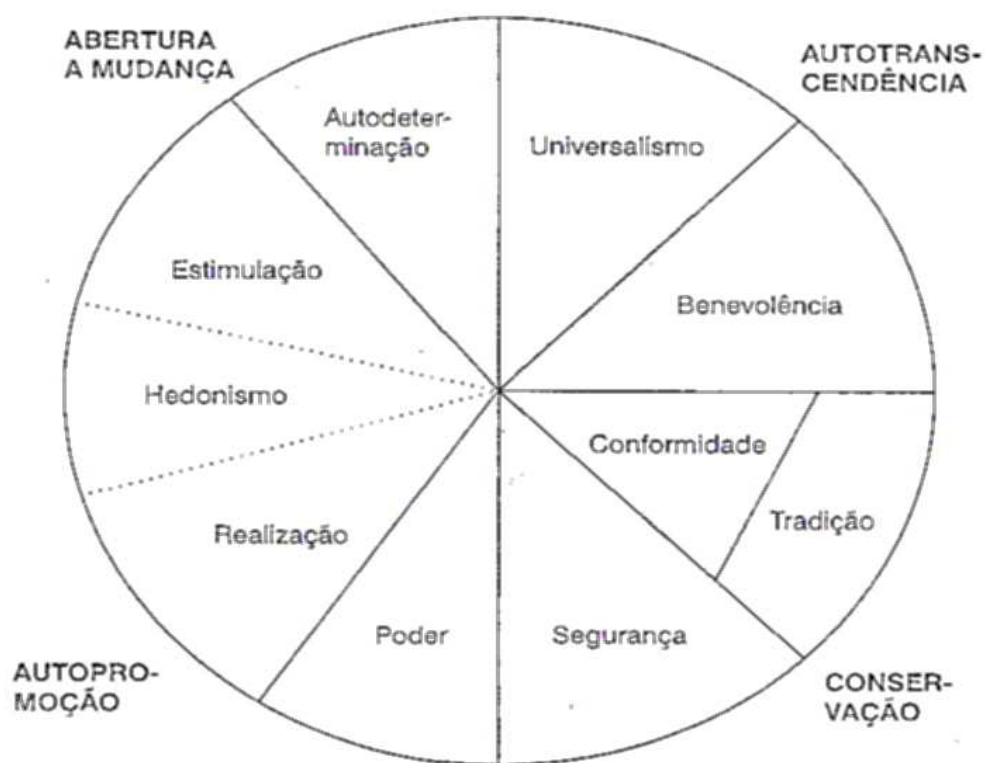 ABERTURA
A MUDANÇA
AUTOTRANS-
CENDÊNCIA
Autodeter-
minação
Universalismo
Estimulação
Benevolência
Hedonismo
Conformidade
Tradição
Realização
Poder
Segurança
AUTOPRO-
MOÇÃO
CONSER-
VAÇÃO